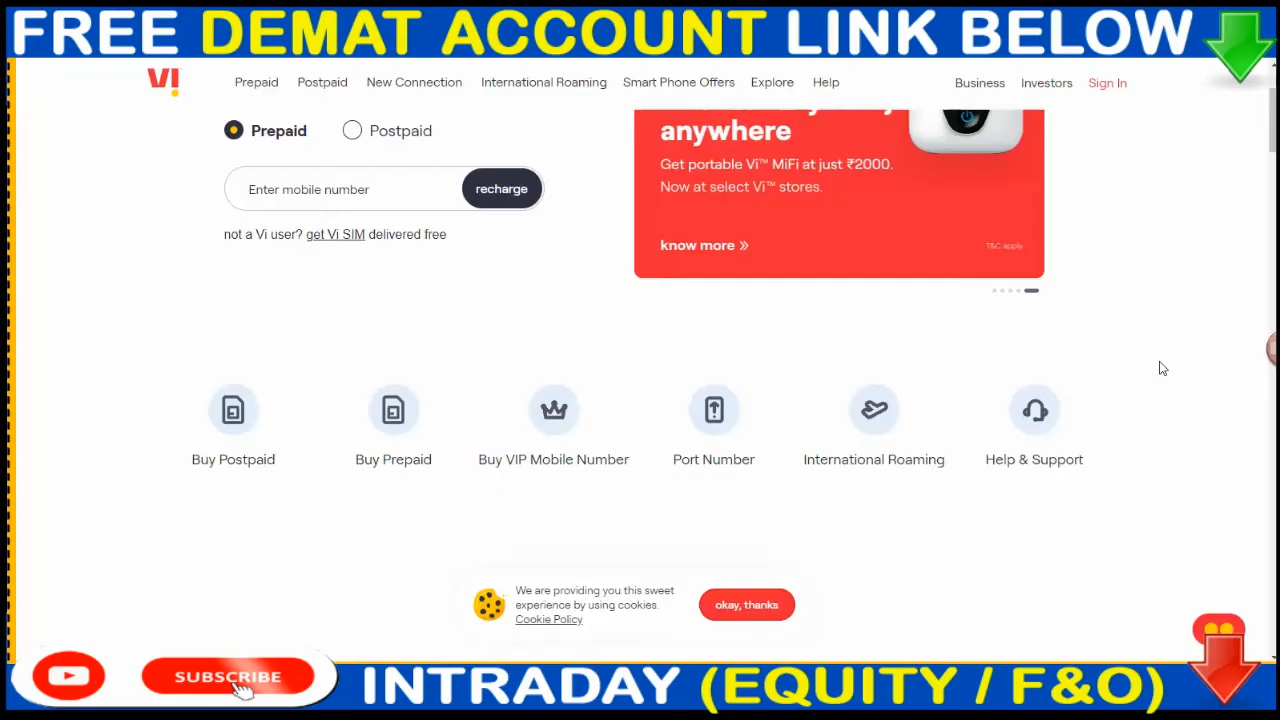 FREE DEMAT ACCOUNT LINK BELOW
Vi
Prepaid Postpaid New Connection International Roaming Smart Phone Offers Explore Help Business Investors Sign In
Prepaid Postpaid
Enter mobile number recharge
not a Vi user? get Vi SIM delivered free
anywhere
Get portable Vi™ MiFi at just ₹2000.
Now at select Vi™ stores.
know more »
T&C apply
Buy Postpaid Buy Prepaid Buy VIP Mobile Number Port Number International Roaming Help & Support
We are providing you this sweet
experience by using cookies.
Cookie Policy
okay, thanks
SUBSCRIBE
INTRADAY (EQUITY / F&O)